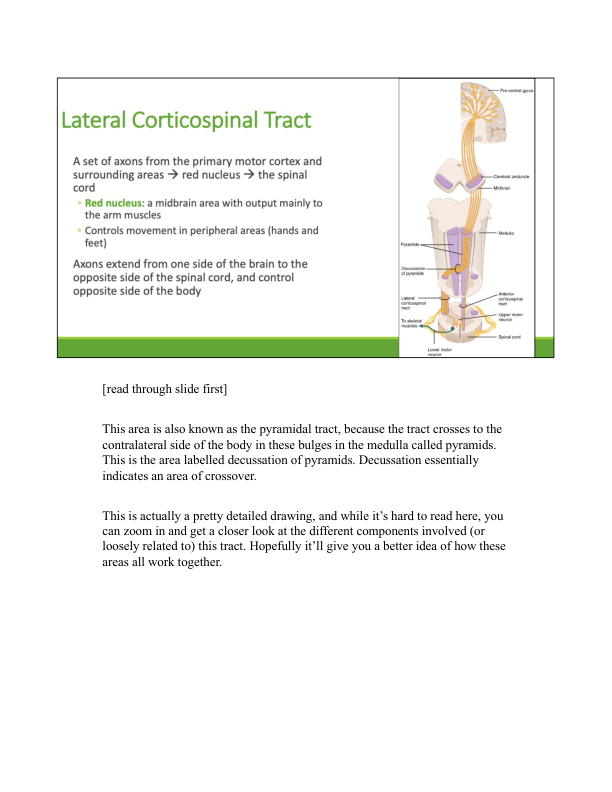 Lateral Corticospinal Tract
A set of axons from the primary motor cortex and
surrounding areas → red nucleus → the spinal
cord
◦ Red nucleus: a midbrain area with output mainly to
the arm muscles
◦ Controls movement in peripheral areas (hands and
feet)
Axons extend from one side of the brain to the
opposite side of the spinal cord, and control
opposite side of the body
Pre-central gyrus
Cerebral peduncle
Midbrain
Medulla
Pyramids
Decussation
of pyramids
Lateral
corticospinal
tract
Anterior
corticospinal
tract
To skeletal
muscles
Upper motor
neuron
Spinal cord
Lower motor
neuron
[read through slide first]
This area is also known as the pyramidal tract, because the tract crosses to the
contralateral side of the body in these bulges in the medulla called pyramids.
This is the area labelled decussation of pyramids. Decussation essentially
indicates an area of crossover.
This is actually a pretty detailed drawing, and while it’s hard to read here, you
can zoom in and get a closer look at the different components involved (or
loosely related to) this tract. Hopefully it’ll give you a better idea of how these
areas all work together.